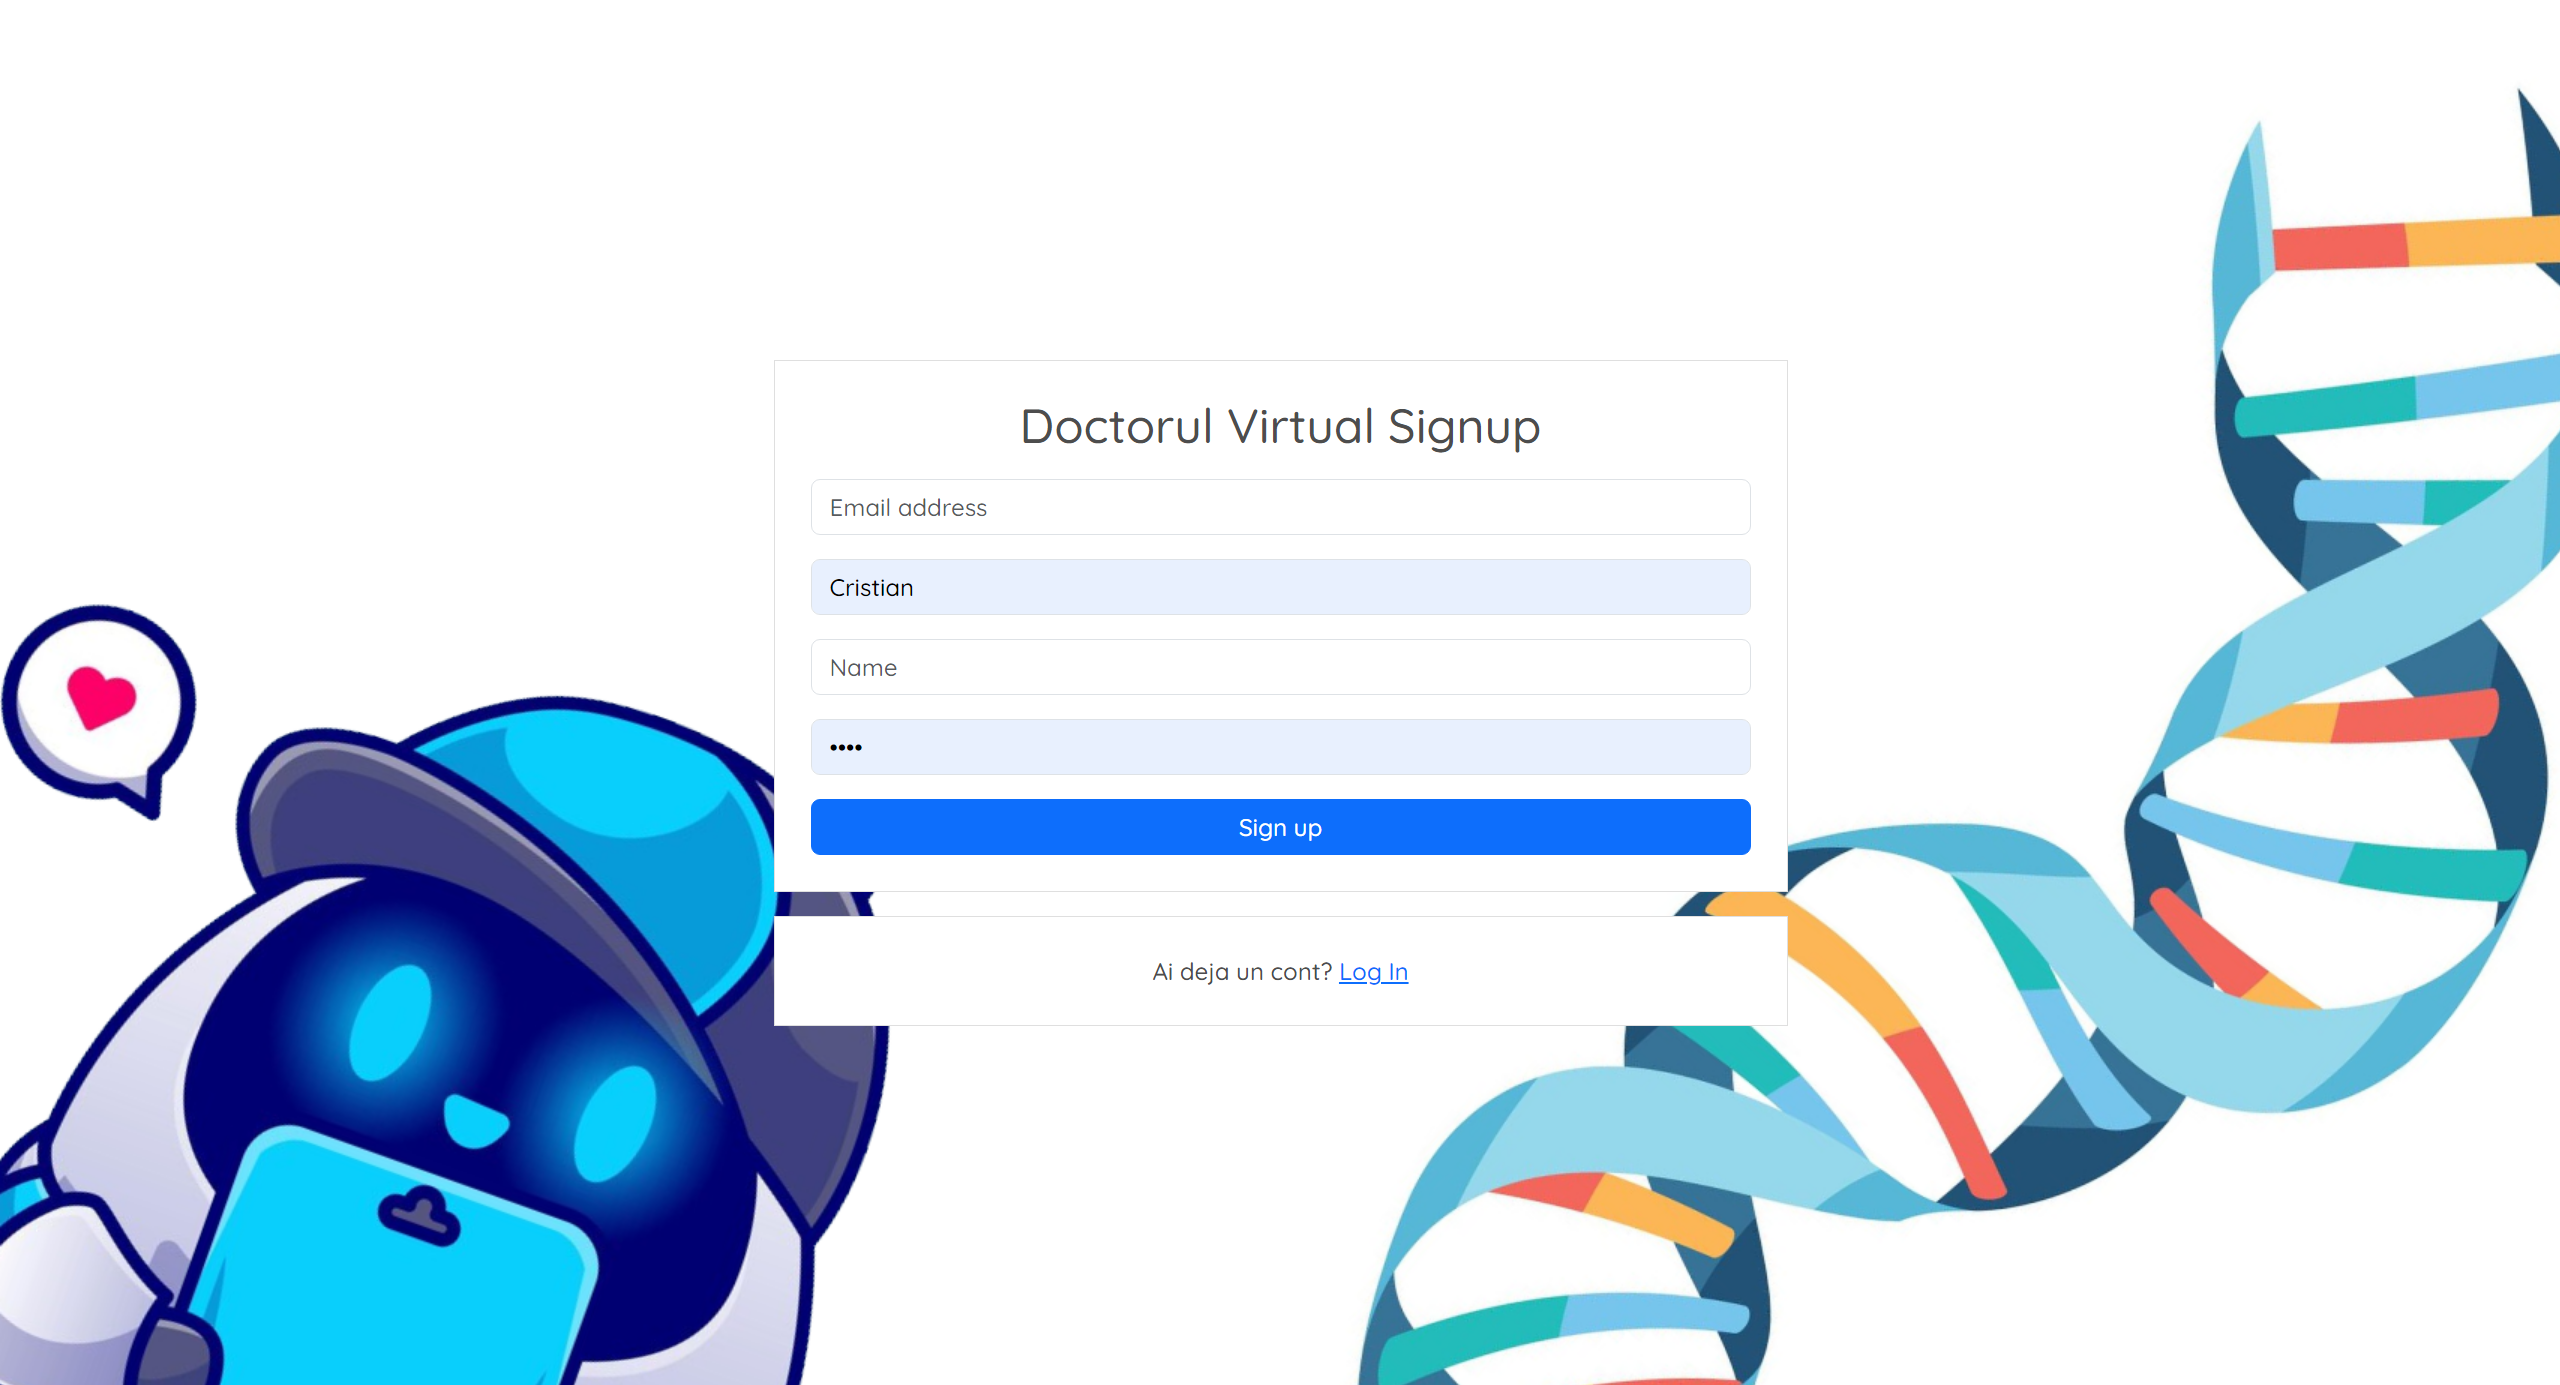 Doctorul Virtual Signup
Email address
Cristian
Name
••••
Sign up
Ai deja un cont? Log In